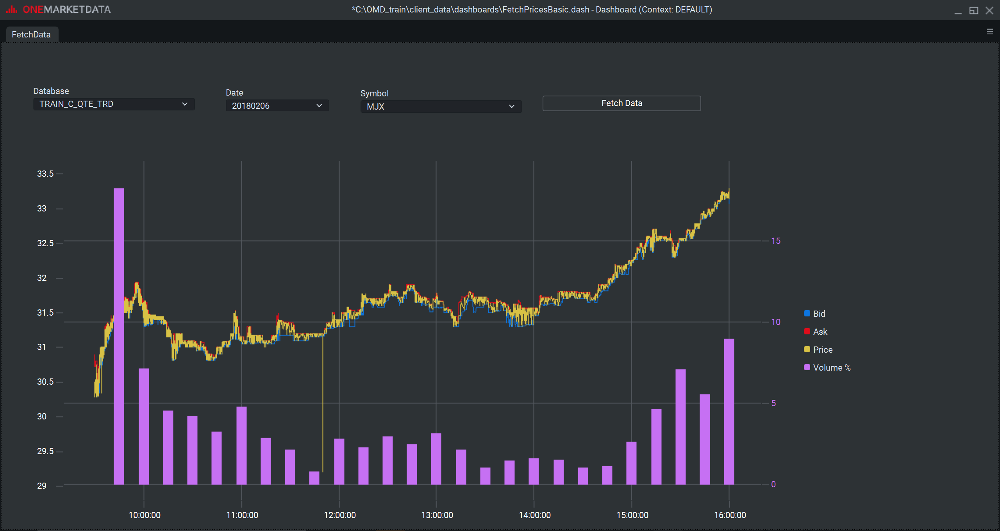 ONEMARKETDATA
*C:\OMD_train\client_data\dashboards\FetchPricesBasic.dash - Dashboard (Context: DEFAULT)
FetchData
Database
Date
Symbol
TRAIN_C_QTE_TRD
20180206
MJX
Fetch Data
33.5
33
32.5
32
31.5
31
30.5
30
29.5
29
15
10
5
0
Bid
Ask
Price
Volume %
10:00:00
11:00:00
12:00:00
13:00:00
14:00:00
15:00:00
16:00:00